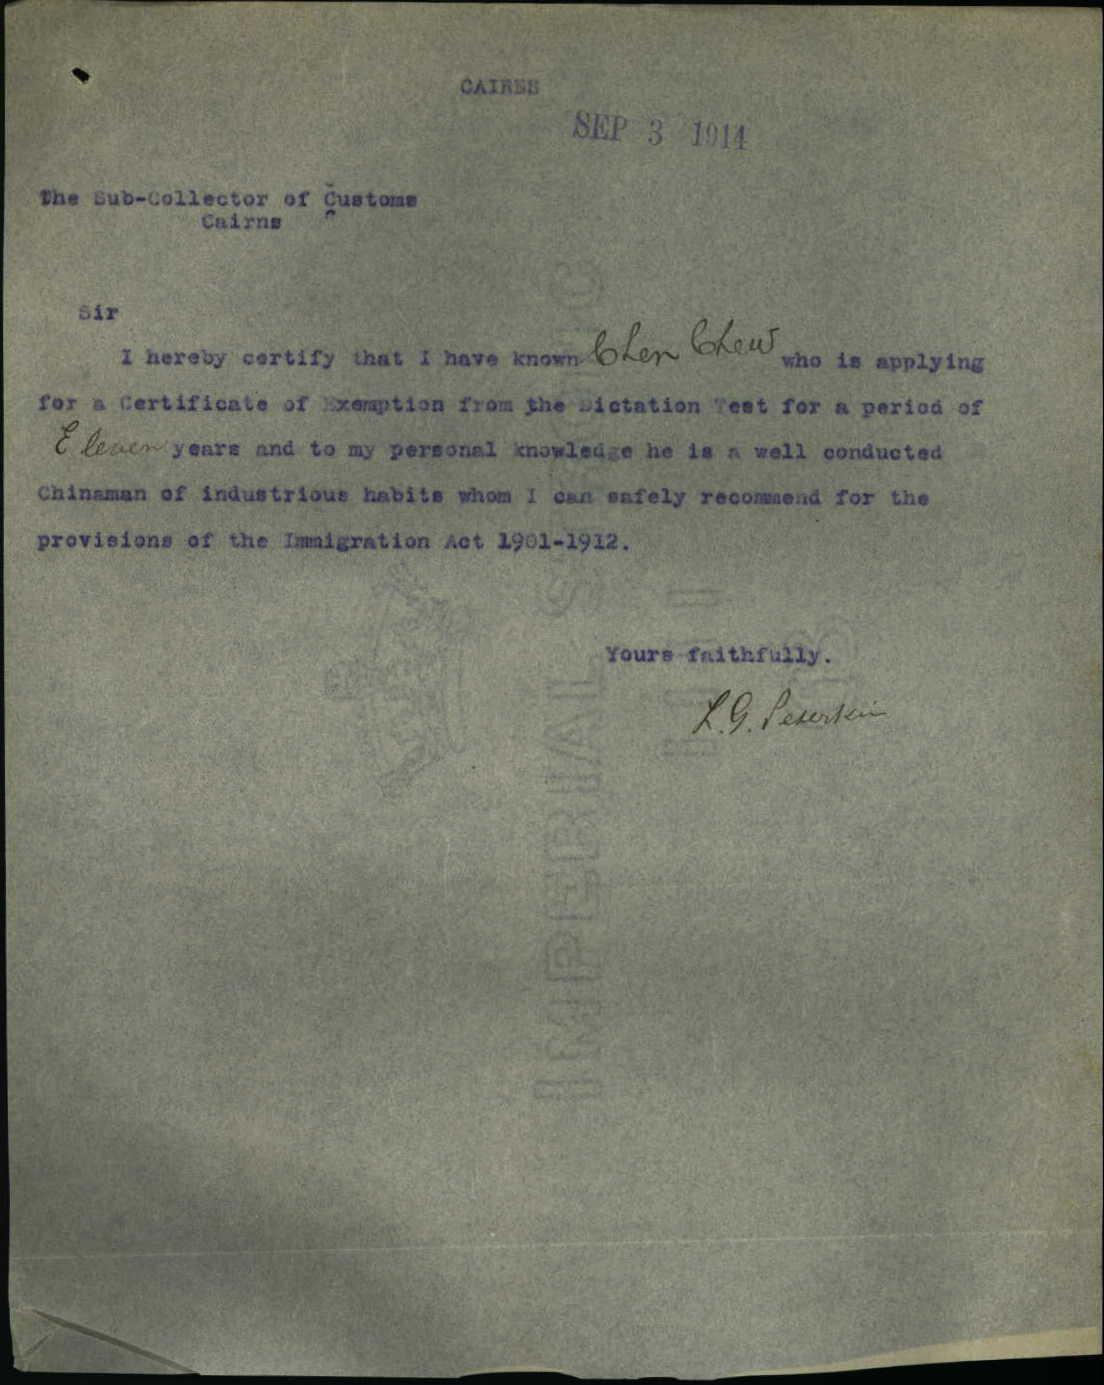 CAIRNS
SEP 3 1914
The Sub-Collector of Customs
Cairns
Sir
I hereby certify that I have known Chen Chew who is applying
for a Certificate of Exemption from the Dictation Test for a period of
Eleven years and to my personal knowledge he is a well conducted
Chinaman of industrious habits whom I can safely recommend for the
provisions of the Immigration Act 1901-1912.
Yours faithfully.
L.G. Peterkin
IMPERIAL